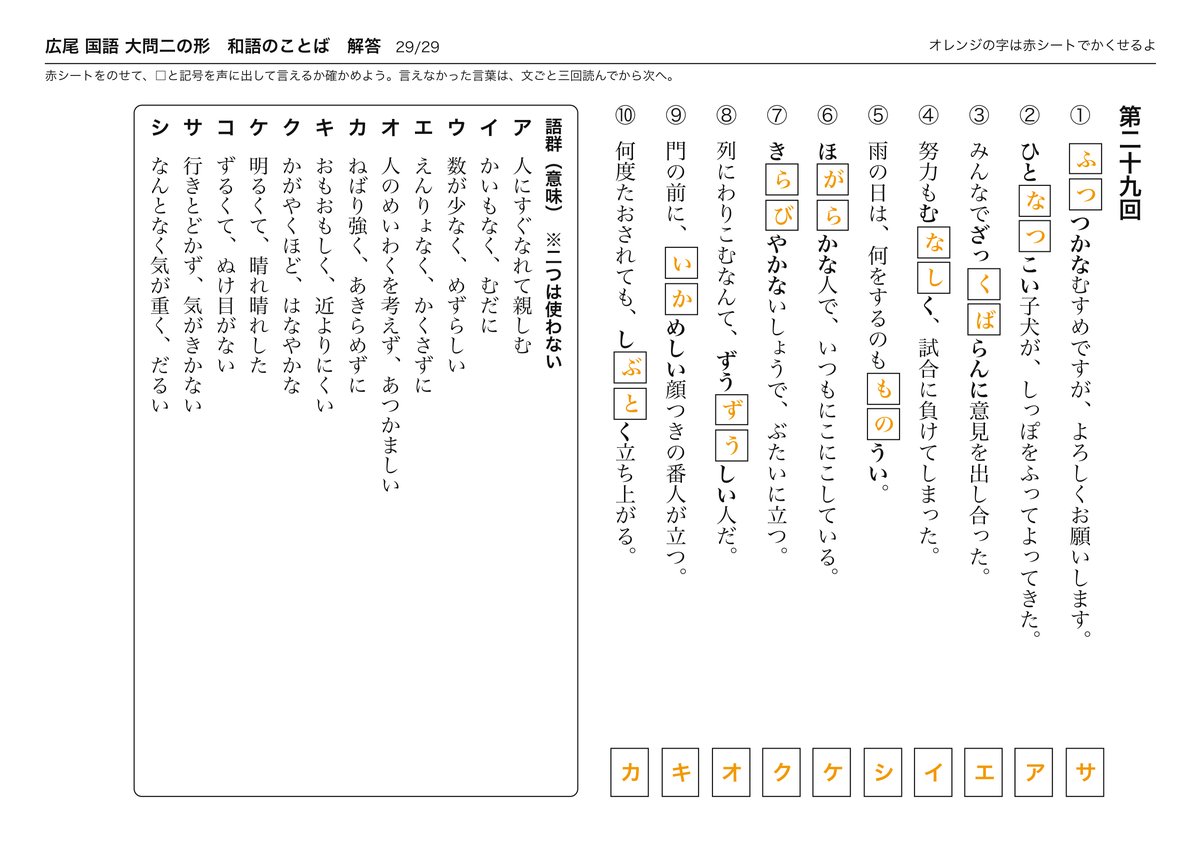 広尾 国語 大問二の形　和語のことば　解答　29/29
オレンジの字は赤シートでかくせるよ
赤シートをのせて、□と記号を声に出して言えるか確かめよう。言えなかった言葉は、文ごと三回読んでから次へ。
第二十九回
① ふつつかなむすめですが、よろしくお願いします。 サ
② ひとなつこい子犬が、しっぽをふってよってきた。 ア
③ みんなでざっくばらんに意見を出し合った。 エ
④ 努力もむなしく、試合に負けてしまった。 イ
⑤ 雨の日は、何をするのもものうい。 シ
⑥ ほがらかな人で、いつもにこにこしている。 ケ
⑦ きらびやかないしょうで、ぶたいに立つ。 ク
⑧ 列にわりこむなんて、ずうずうしい人だ。 オ
⑨ 門の前に、いかめしい顔つきの番人が立つ。 キ
⑩ 何度たおされても、しぶとく立ち上がる。 カ
語群（意味）　※二つは使わない
ア　人にすぐなれて親しむ
イ　かいもなく、むだに
ウ　数が少なく、めずらしい
エ　えんりょなく、かくさずに
オ　人のめいわくを考えず、あつかましい
カ　ねばり強く、あきらめずに
キ　おもおもしく、近よりにくい
ク　かがやくほど、はなやかな
ケ　明るくて、晴れ晴れした
コ　ずるくて、ぬけ目がない
サ　行きとどかず、気がきかない
シ　なんとなく気が重く、だるい